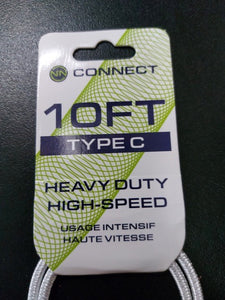 NN CONNECT
10FT
TYPE C
HEAVY DUTY
HIGH-SPEED
USAGE INTENSIF
HAUTE VITESSE